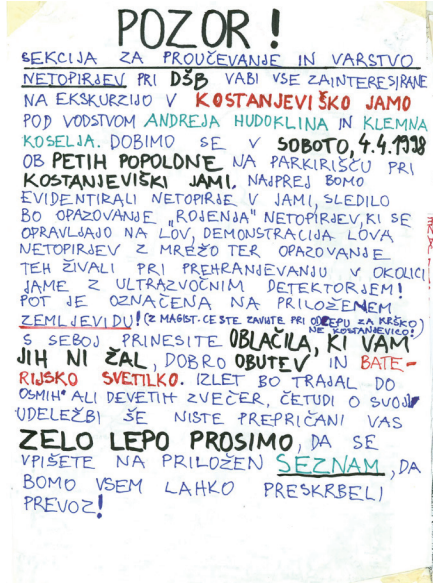 POZOR!
SEKCIJA ZA PROUČEVANJE IN VARSTVO
NETOPIRJEV PRI DŠB VABI VSE ZAINTERESIRANE
NA EKSKURZIJO V KOSTANJEVIŠKO JAMO
POD VODSTVOM ANDREJA HUDOKLINA IN KLEMNA
KOSELJA. DOBIMO SE V SOBOTO, 4.4.1998
OB PETIH POPOLDNE NA PARKIRIŠČU PRI
KOSTANJEVIŠKI JAMI. NAJPREJ BOMO
EVIDENTIRALI NETOPIRJE V JAMI, SLEDILO
BO OPAZOVANJE „ROJENJA" NETOPIRJEV, KI SE
OPRAVLJAJO NA LOV, DEMONSTRACIJA LOVA
NETOPIRJEV Z MREŽO TER OPAZOVANJE
TEH ŽIVALI PRI PREHRANJEVANJU V OKOLICI
JAME Z ULTRAZVOČNIM DETEKTORJEM!
POT JE OZNAČENA NA PRILOŽENEM
ZEMLJEVIDU! (Z MAGIST. CESTE ZAVIJTE PRI ODCEPU ZA KRŠKO,
NE KOSTANJEVICO!)
S SEBOJ PRINESITE OBLAČILA, KI VAM
JIH NI ŽAL, DOBRO OBUTEV IN BATE-
RIJSKO SVETILKO. IZLET BO TRAJAL DO
OSMIH ALI DEVETIH ZVEČER, ČETUDI O SVOJI
UDELEŽBI ŠE NISTE PREPRIČANI VAS
ZELO LEPO PROSIMO, DA SE
VPIŠETE NA PRILOŽEN SEZNAM, DA
BOMO VSEM LAHKO PRESKRBELI
PREVOZ!